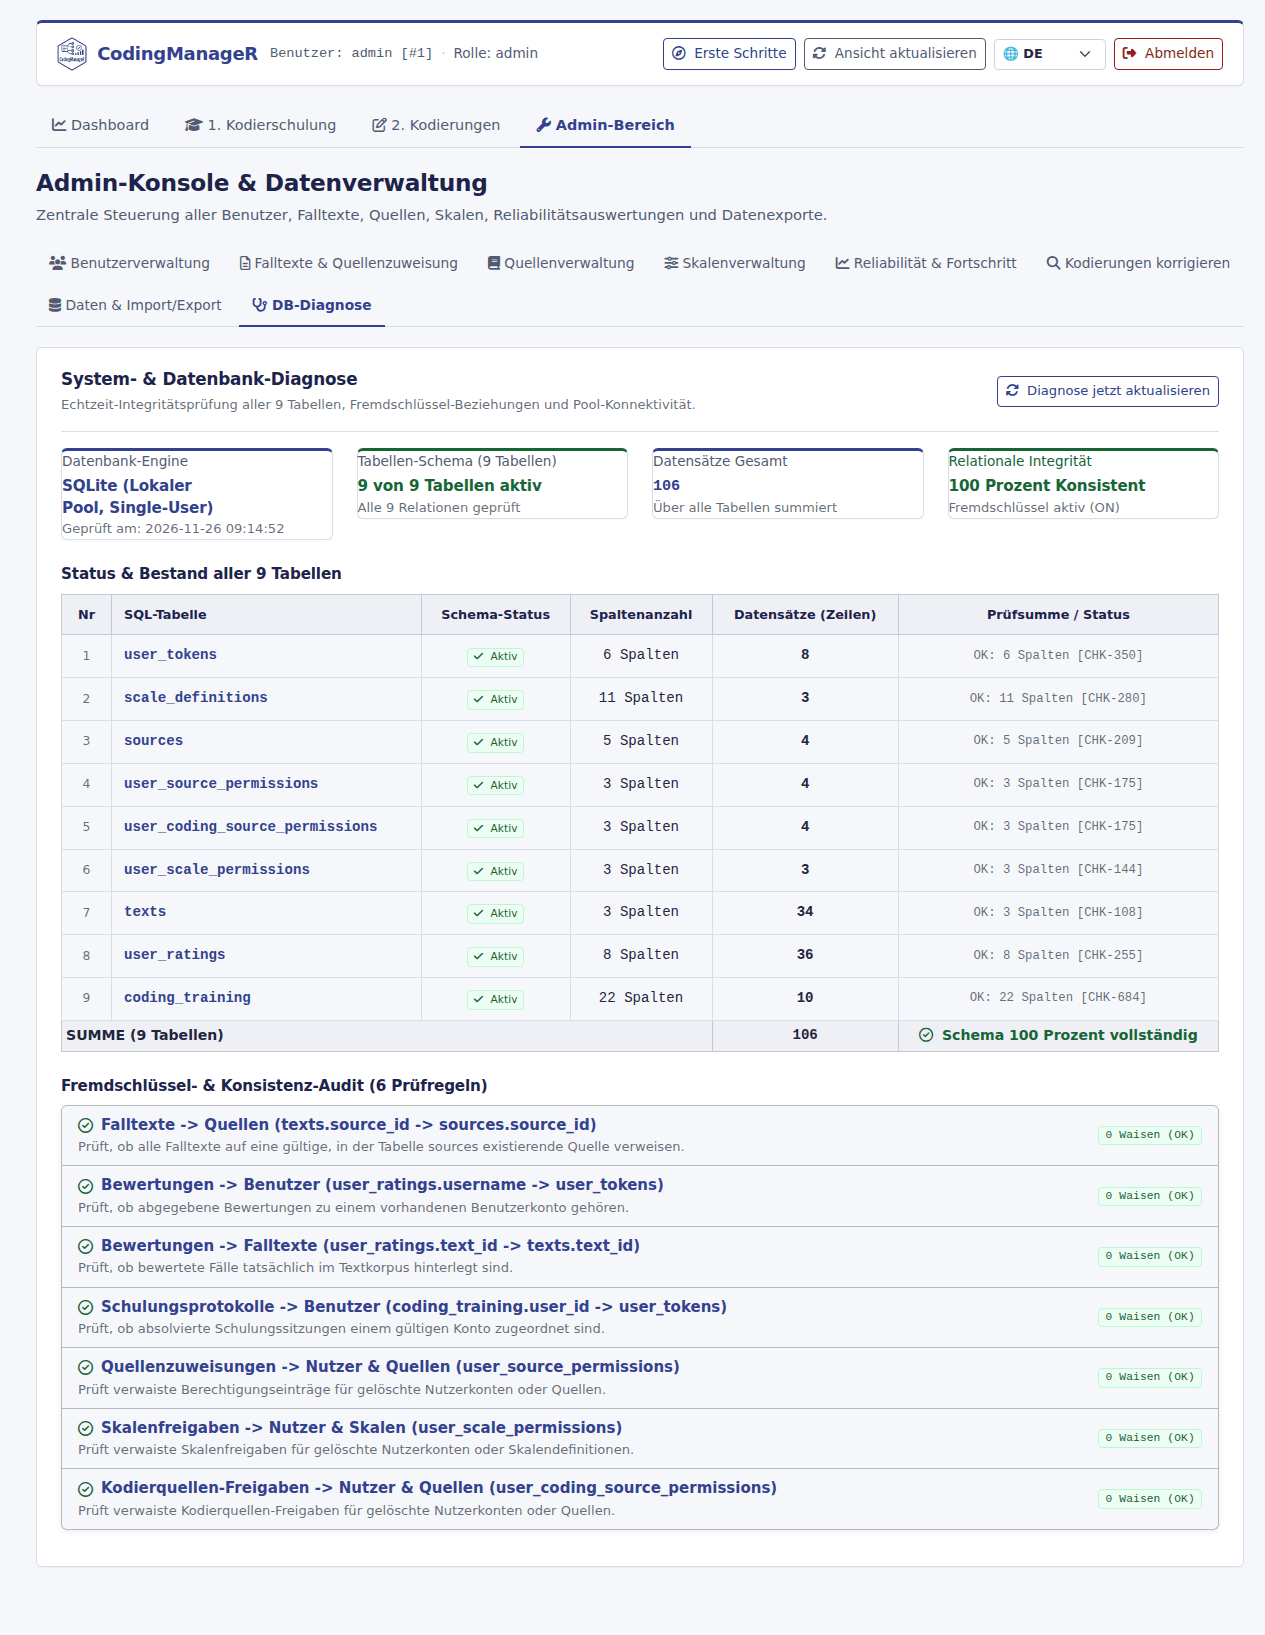 CodingManageR Benutzer: admin [#1] · Rolle: admin Erste Schritte Ansicht aktualisieren 🌐 DE Abmelden
Dashboard 1. Kodierschulung 2. Kodierungen Admin-Bereich
Admin-Konsole & Datenverwaltung
Zentrale Steuerung aller Benutzer, Falltexte, Quellen, Skalen, Reliabilitätsauswertungen und Datenexporte.
Benutzerverwaltung Falltexte & Quellenzuweisung Quellenverwaltung Skalenverwaltung Reliabilität & Fortschritt Kodierungen korrigieren
Daten & Import/Export DB-Diagnose
System- & Datenbank-Diagnose
Echtzeit-Integritätsprüfung aller 9 Tabellen, Fremdschlüssel-Beziehungen und Pool-Konnektivität.
Diagnose jetzt aktualisieren
Datenbank-Engine
SQLite (Lokaler
Pool, Single-User)
Geprüft am: 2026-11-26 09:14:52
Tabellen-Schema (9 Tabellen)
9 von 9 Tabellen aktiv
Alle 9 Relationen geprüft
Datensätze Gesamt
106
Über alle Tabellen summiert
Relationale Integrität
100 Prozent Konsistent
Fremdschlüssel aktiv (ON)
Status & Bestand aller 9 Tabellen
Nr SQL-Tabelle Schema-Status Spaltenanzahl Datensätze (Zeilen) Prüfsumme / Status
1 user_tokens Aktiv 6 Spalten 8 OK: 6 Spalten [CHK-350]
2 scale_definitions Aktiv 11 Spalten 3 OK: 11 Spalten [CHK-280]
3 sources Aktiv 5 Spalten 4 OK: 5 Spalten [CHK-209]
4 user_source_permissions Aktiv 3 Spalten 4 OK: 3 Spalten [CHK-175]
5 user_coding_source_permissions Aktiv 3 Spalten 4 OK: 3 Spalten [CHK-175]
6 user_scale_permissions Aktiv 3 Spalten 3 OK: 3 Spalten [CHK-144]
7 texts Aktiv 3 Spalten 34 OK: 3 Spalten [CHK-108]
8 user_ratings Aktiv 8 Spalten 36 OK: 8 Spalten [CHK-255]
9 coding_training Aktiv 22 Spalten 10 OK: 22 Spalten [CHK-684]
SUMME (9 Tabellen) 106 Schema 100 Prozent vollständig
Fremdschlüssel- & Konsistenz-Audit (6 Prüfregeln)
Falltexte -> Quellen (texts.source_id -> sources.source_id)
Prüft, ob alle Falltexte auf eine gültige, in der Tabelle sources existierende Quelle verweisen.
0 Waisen (OK)
Bewertungen -> Benutzer (user_ratings.username -> user_tokens)
Prüft, ob abgegebene Bewertungen zu einem vorhandenen Benutzerkonto gehören.
0 Waisen (OK)
Bewertungen -> Falltexte (user_ratings.text_id -> texts.text_id)
Prüft, ob bewertete Fälle tatsächlich im Textkorpus hinterlegt sind.
0 Waisen (OK)
Schulungsprotokolle -> Benutzer (coding_training.user_id -> user_tokens)
Prüft, ob absolvierte Schulungssitzungen einem gültigen Konto zugeordnet sind.
0 Waisen (OK)
Quellenzuweisungen -> Nutzer & Quellen (user_source_permissions)
Prüft verwaiste Berechtigungseinträge für gelöschte Nutzerkonten oder Quellen.
0 Waisen (OK)
Skalenfreigaben -> Nutzer & Skalen (user_scale_permissions)
Prüft verwaiste Skalenfreigaben für gelöschte Nutzerkonten oder Skalendefinitionen.
0 Waisen (OK)
Kodierquellen-Freigaben -> Nutzer & Quellen (user_coding_source_permissions)
Prüft verwaiste Kodierquellen-Freigaben für gelöschte Nutzerkonten oder Quellen.
0 Waisen (OK)